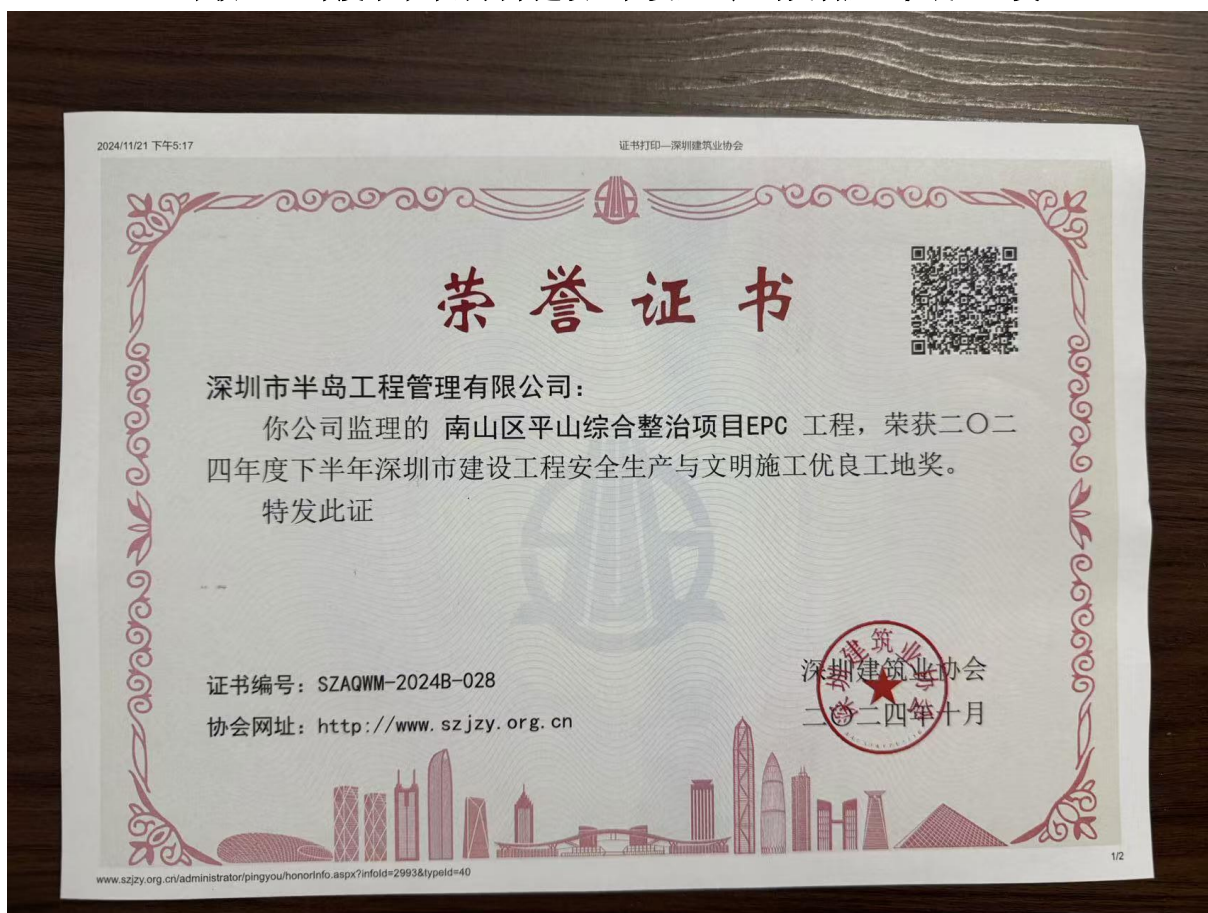 2024/11/21 下午5:17
证书打印—深圳建筑业协会
荣誉证书
深圳市半岛工程管理有限公司：
你公司监理的 南山区平山综合整治项目EPC 工程，荣获二〇二
四年度下半年深圳市建设工程安全生产与文明施工优良工地奖。
特发此证
证书编号：SZAQWM-2024B-028
协会网址：http://www.szjzy.org.cn
深圳建筑业协会
二〇二四年十月
深圳建筑业协会
www.szjzy.org.cn/administrator/pingyou/honorInfo.aspx?infoId=2993&typeId=40
1/2